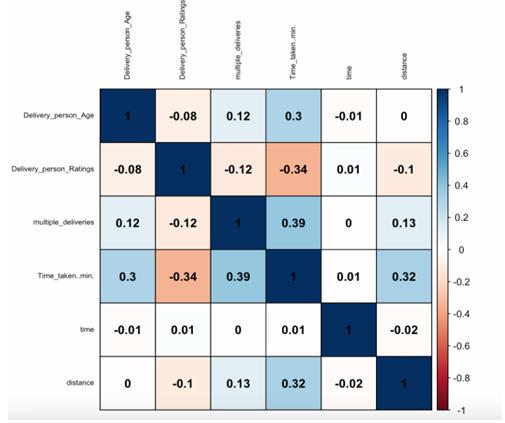 Delivery_person_Age
Delivery_person_Ratings
multiple_deliveries
Time_taken..min.
time
distance
Delivery_person_Age 1 -0.08 0.12 0.3 -0.01 0
Delivery_person_Ratings -0.08 1 -0.12 -0.34 0.01 -0.1
multiple_deliveries 0.12 -0.12 1 0.39 0 0.13
Time_taken..min. 0.3 -0.34 0.39 1 0.01 0.32
time -0.01 0.01 0 0.01 1 -0.02
distance 0 -0.1 0.13 0.32 -0.02 1
1
0.8
0.6
0.4
0.2
0
-0.2
-0.4
-0.6
-0.8
-1